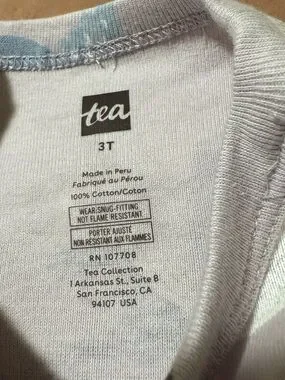 tea
3T
Made in Peru
Fabriqué au Pérou
100% Cotton/Coton
WEAR SNUG-FITTING
NOT FLAME RESISTANT
PORTER AJUSTÉ
NON RÉSISTANT AUX FLAMMES
RN 107708
Tea Collection
1 Arkansas St., Suite B
San Francisco, CA
94107 USA